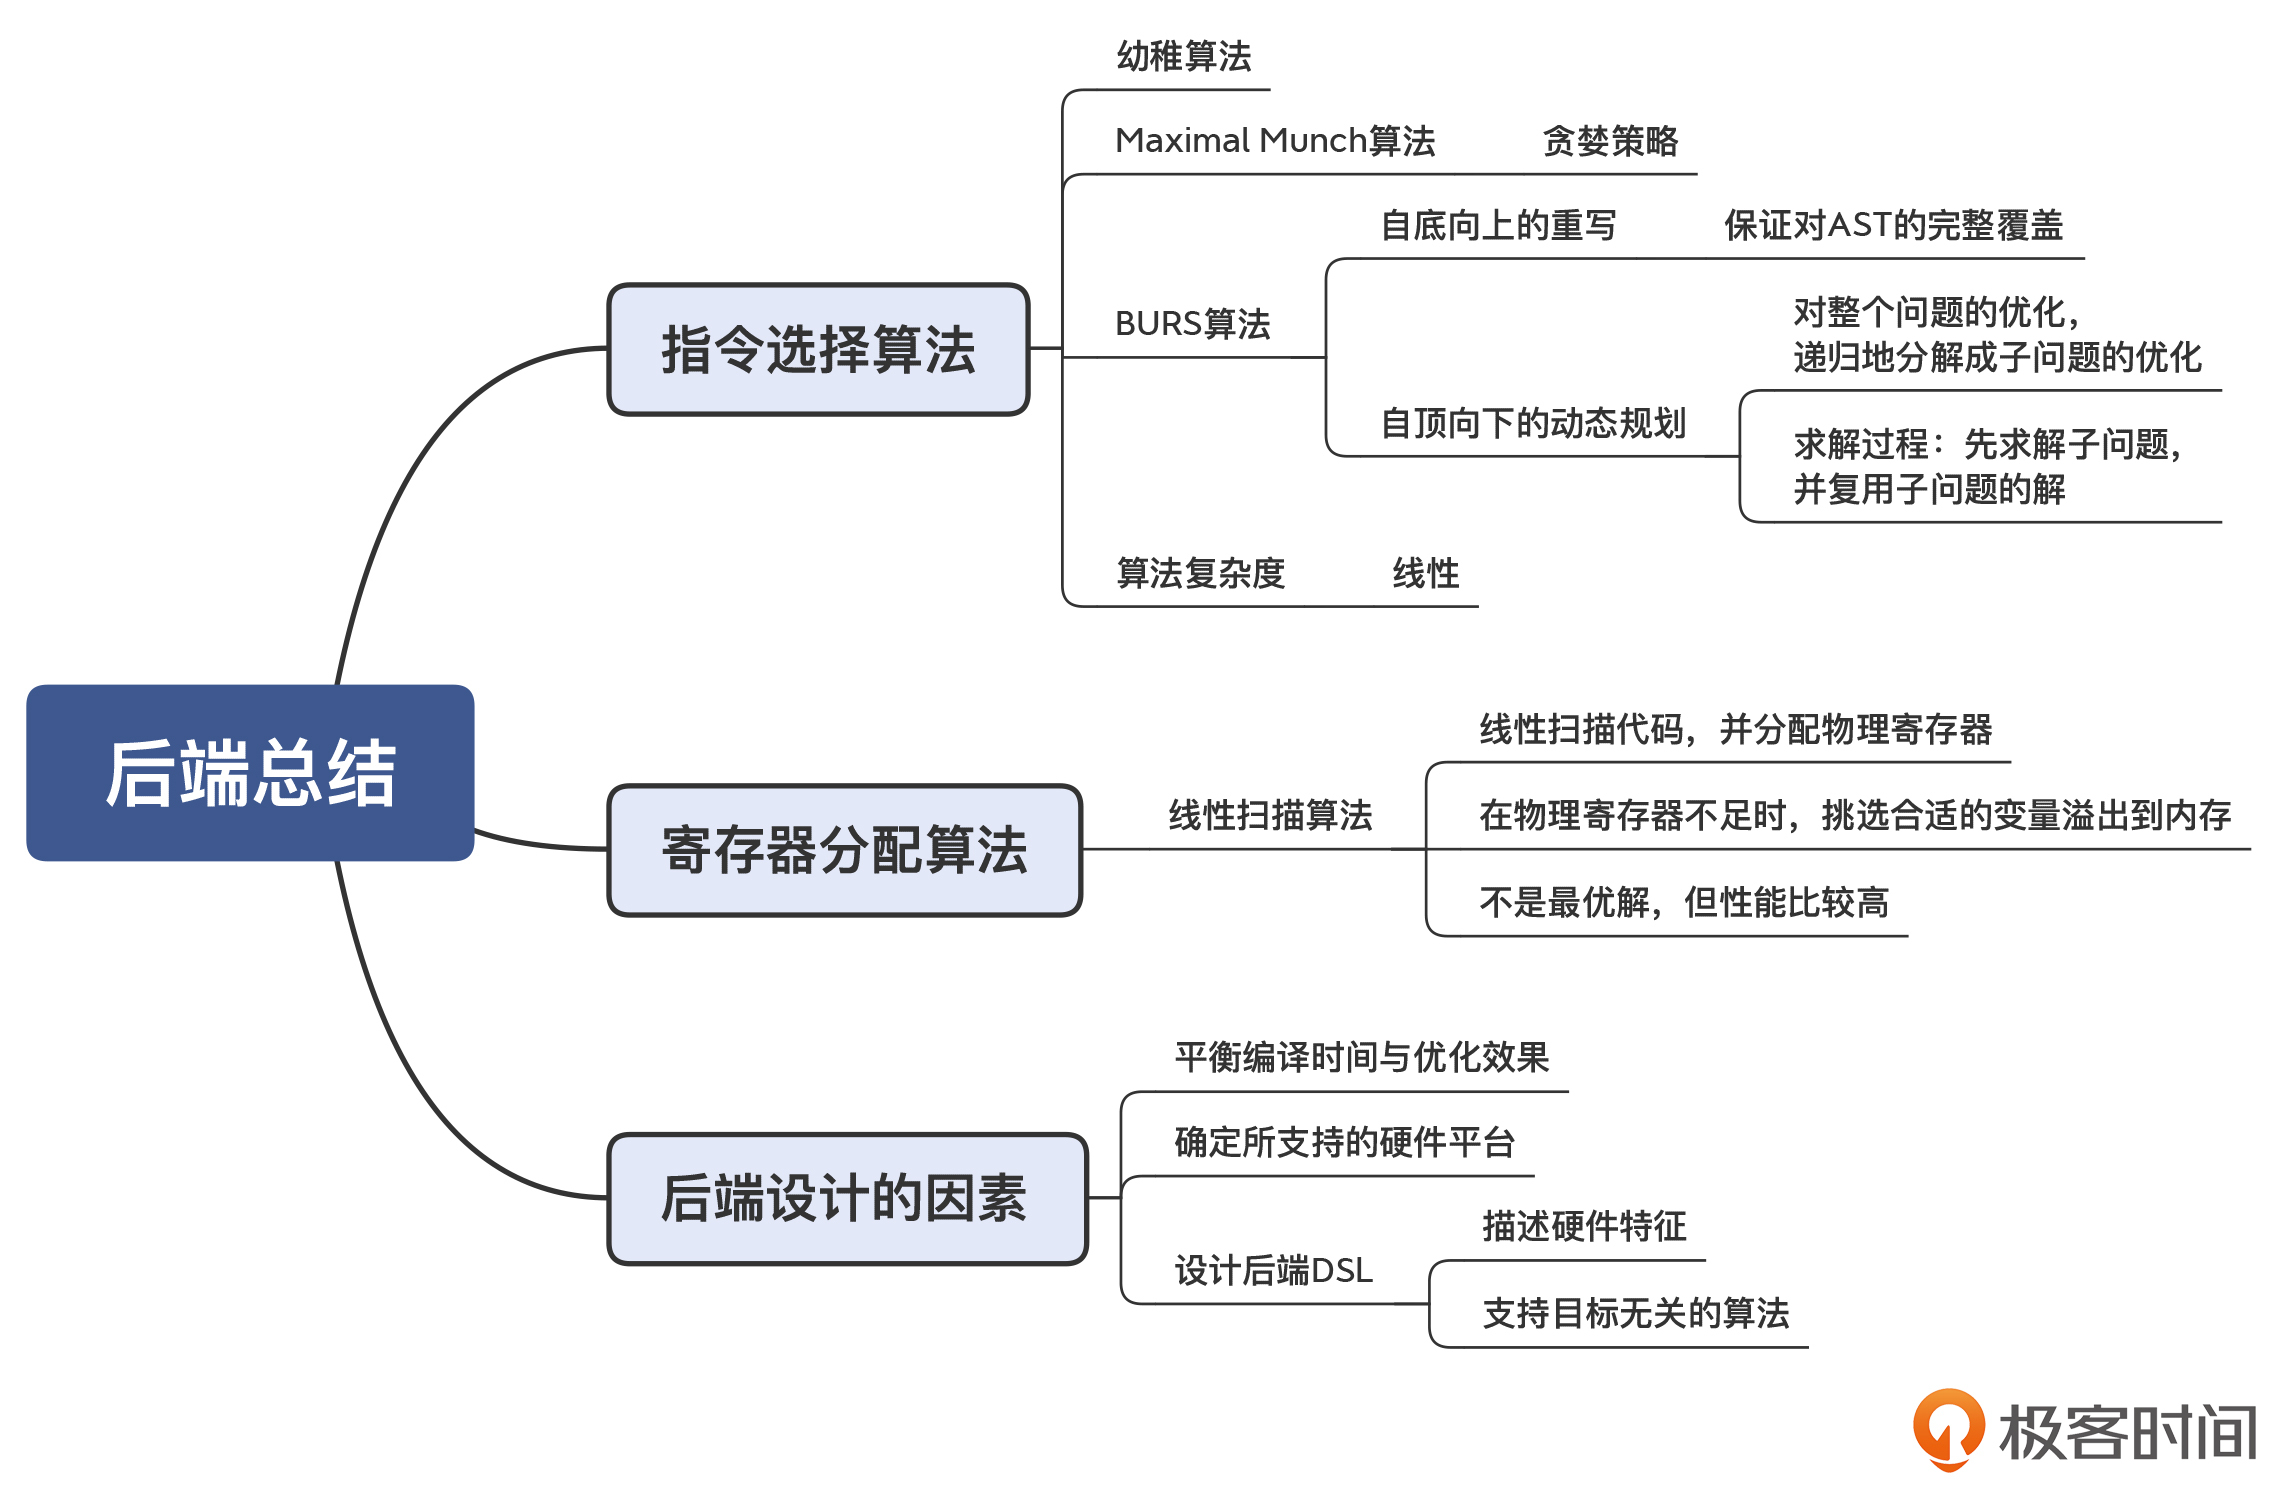 幼稚算法
Maximal Munch算法
贪婪策略
自底向上的重写
保证对AST的完整覆盖
对整个问题的优化，
递归地分解成子问题的优化
BURS算法
指令选择算法
自顶向下的动态规划
求解过程：先求解子问题，
并复用子问题的解
算法复杂度
线性
后端总结
线性扫描代码，并分配物理寄存器
线性扫描算法
在物理寄存器不足时，挑选合适的变量溢出到内存
寄存器分配算法
不是最优解，但性能比较高
平衡编译时间与优化效果
确定所支持的硬件平台
后端设计的因素
描述硬件特征
设计后端DSL
支持目标无关的算法
极客时间